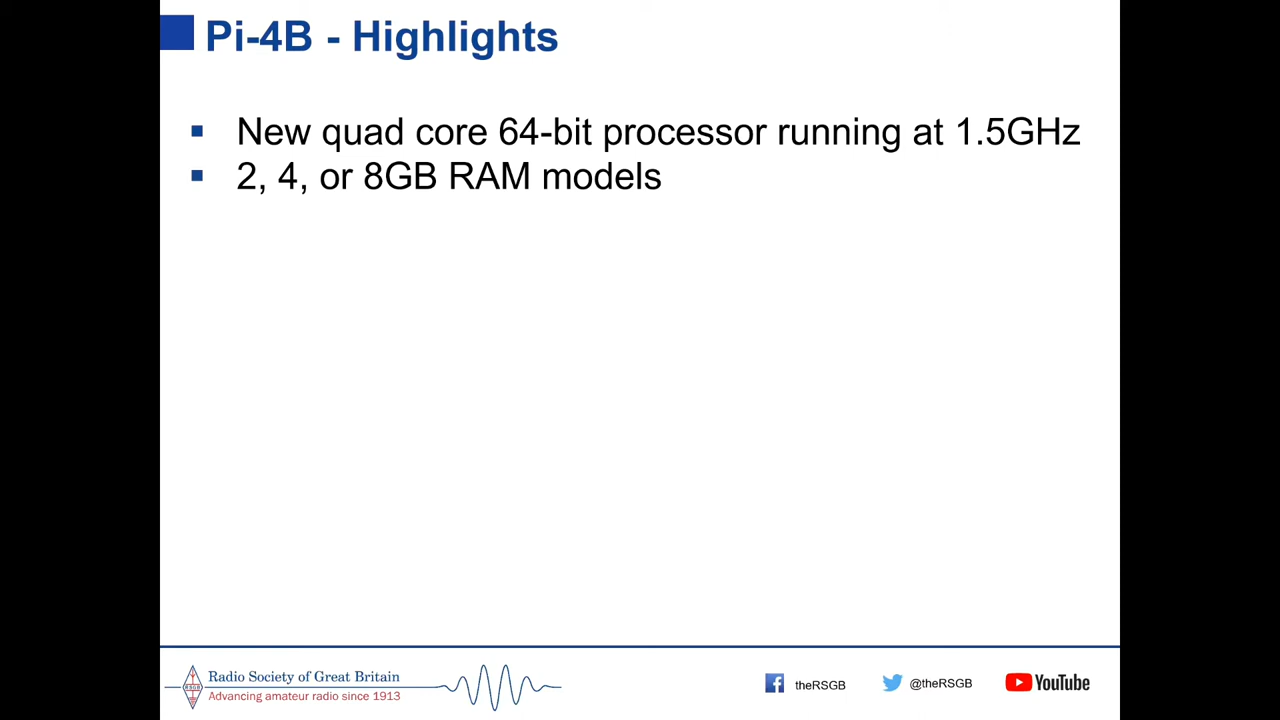 Pi-4B - Highlights
New quad core 64-bit processor running at 1.5GHz
2, 4, or 8GB RAM models
RSGB
Radio Society of Great Britain
Advancing amateur radio since 1913
theRSGB
@theRSGB
YouTube